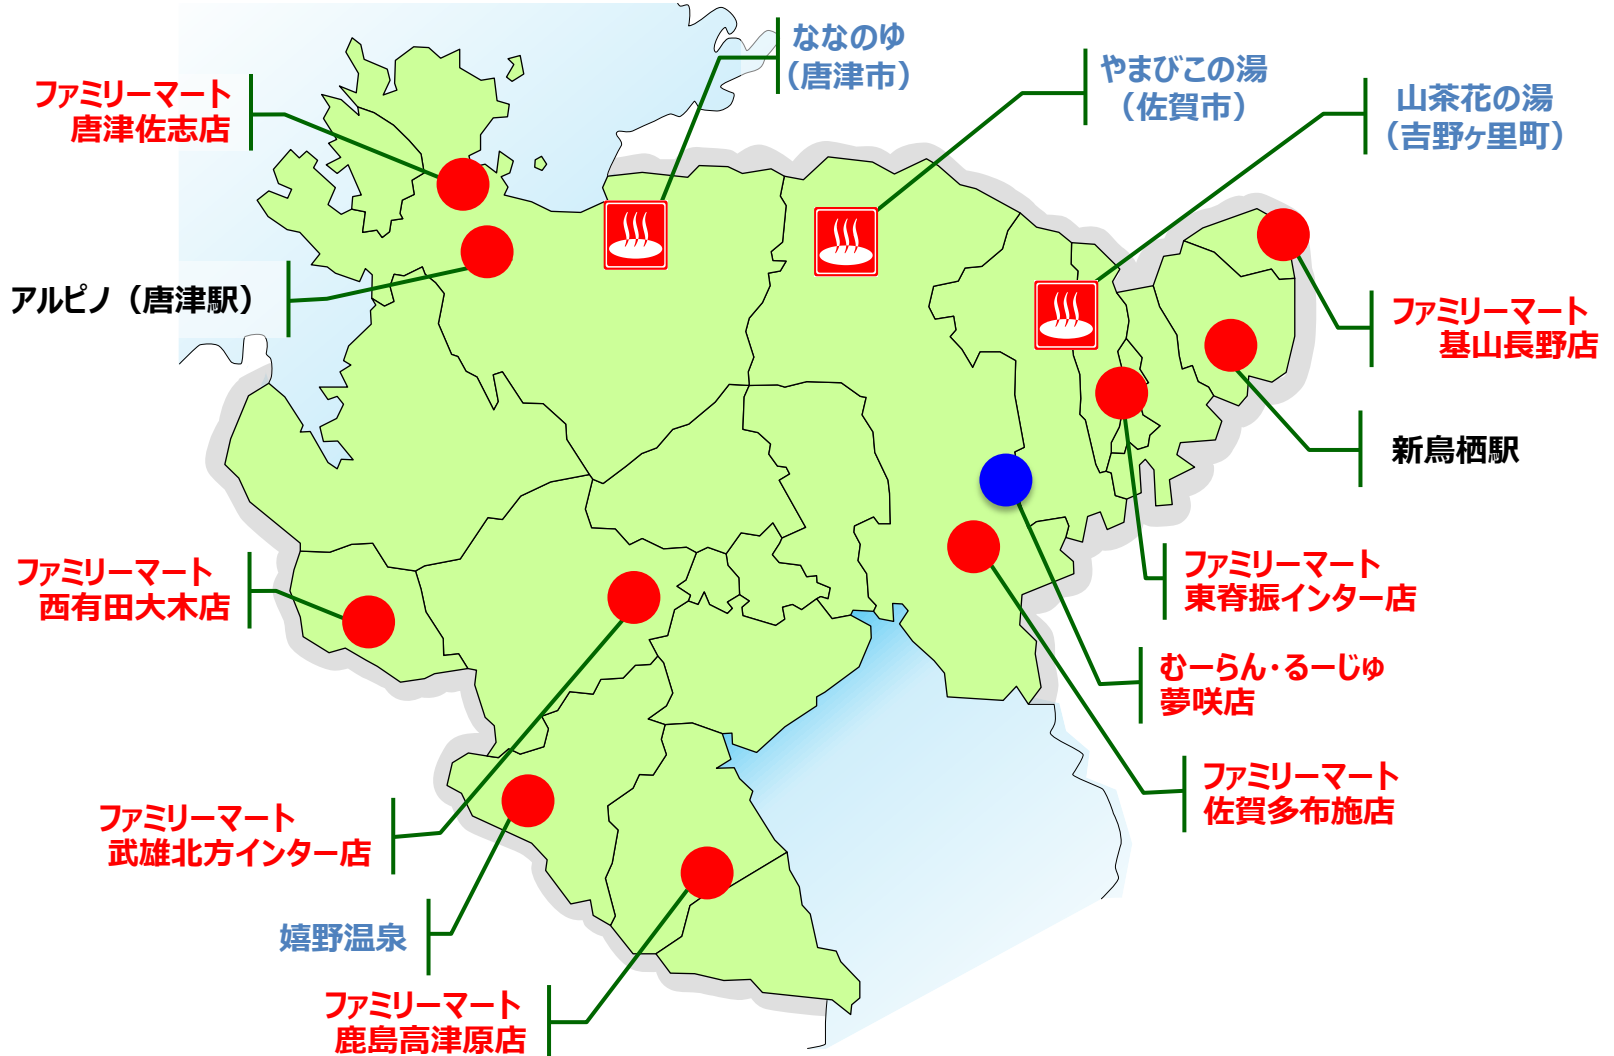 ななのゆ
（唐津市）
やまびこの湯
（佐賀市）
山茶花の湯
（吉野ヶ里町）
ファミリーマート
唐津佐志店
アルピノ（唐津駅）
ファミリーマート
基山長野店
新鳥栖駅
ファミリーマート
西有田大木店
ファミリーマート
東脊振インター店
むーらん・るーじゅ
夢咲店
ファミリーマート
佐賀多布施店
ファミリーマート
武雄北方インター店
嬉野温泉
ファミリーマート
鹿島高津原店